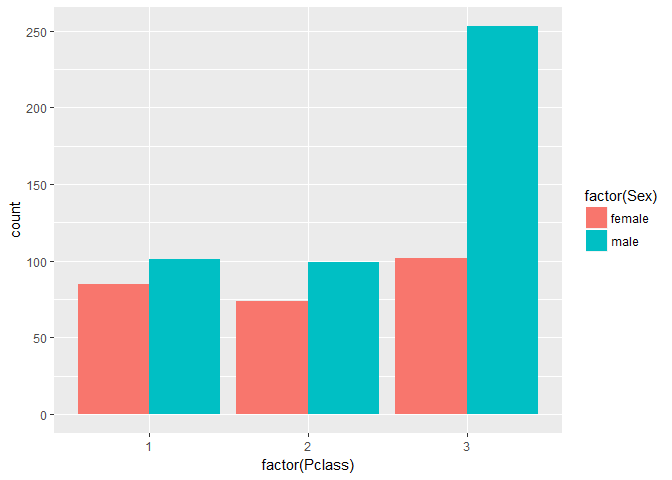 250
200
150
100
50
0
count
1 2 3
factor(Pclass)
factor(Sex)
female
male